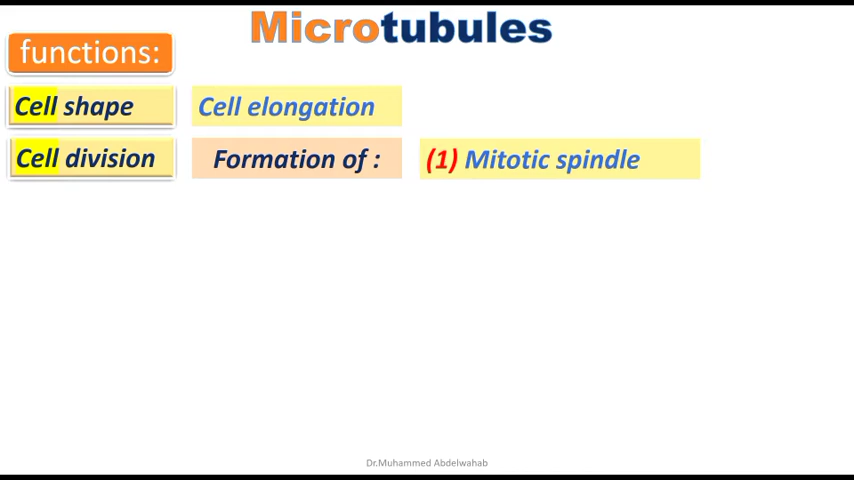 Microtubules
functions:
Cell shape
Cell elongation
Cell division
Formation of :
(1) Mitotic spindle
Dr.Muhammed Abdelwahab